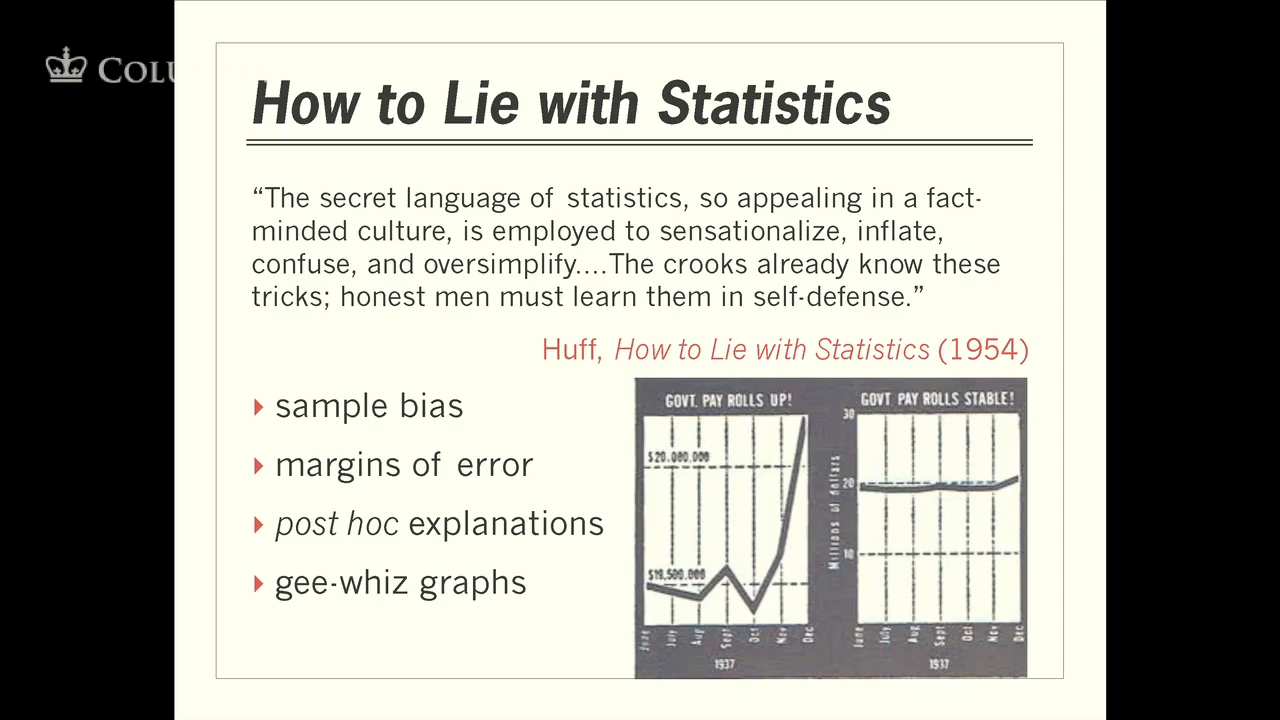 COLU
How to Lie with Statistics
“The secret language of statistics, so appealing in a fact-
minded culture, is employed to sensationalize, inflate,
confuse, and oversimplify....The crooks already know these
tricks; honest men must learn them in self-defense.”
Huff, How to Lie with Statistics (1954)
sample bias
margins of error
post hoc explanations
gee-whiz graphs
GOVT. PAY ROLLS UP!
$20,000,000
$19,500,000
June July Aug Sept Oct Nov Dec
1937
GOVT PAY ROLLS STABLE!
Millions of dollars
30
20
10
June July Aug Sept Oct Nov Dec
1937